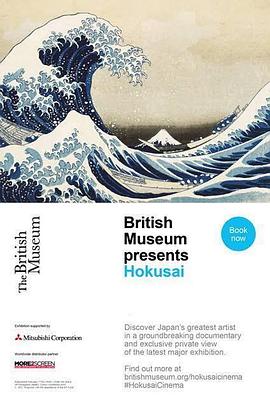 British
Museum
presents
Hokusai
Book
now
The British
Museum
Exhibition supported by
Mitsubishi Corporation
Worldwide distribution partner
MORE2SCREEN
Discover Japan's greatest artist
in a groundbreaking documentary
and exclusive private view
of the latest major exhibition.
Find out more at
britishmuseum.org/hokusaicinema
#HokusaiCinema